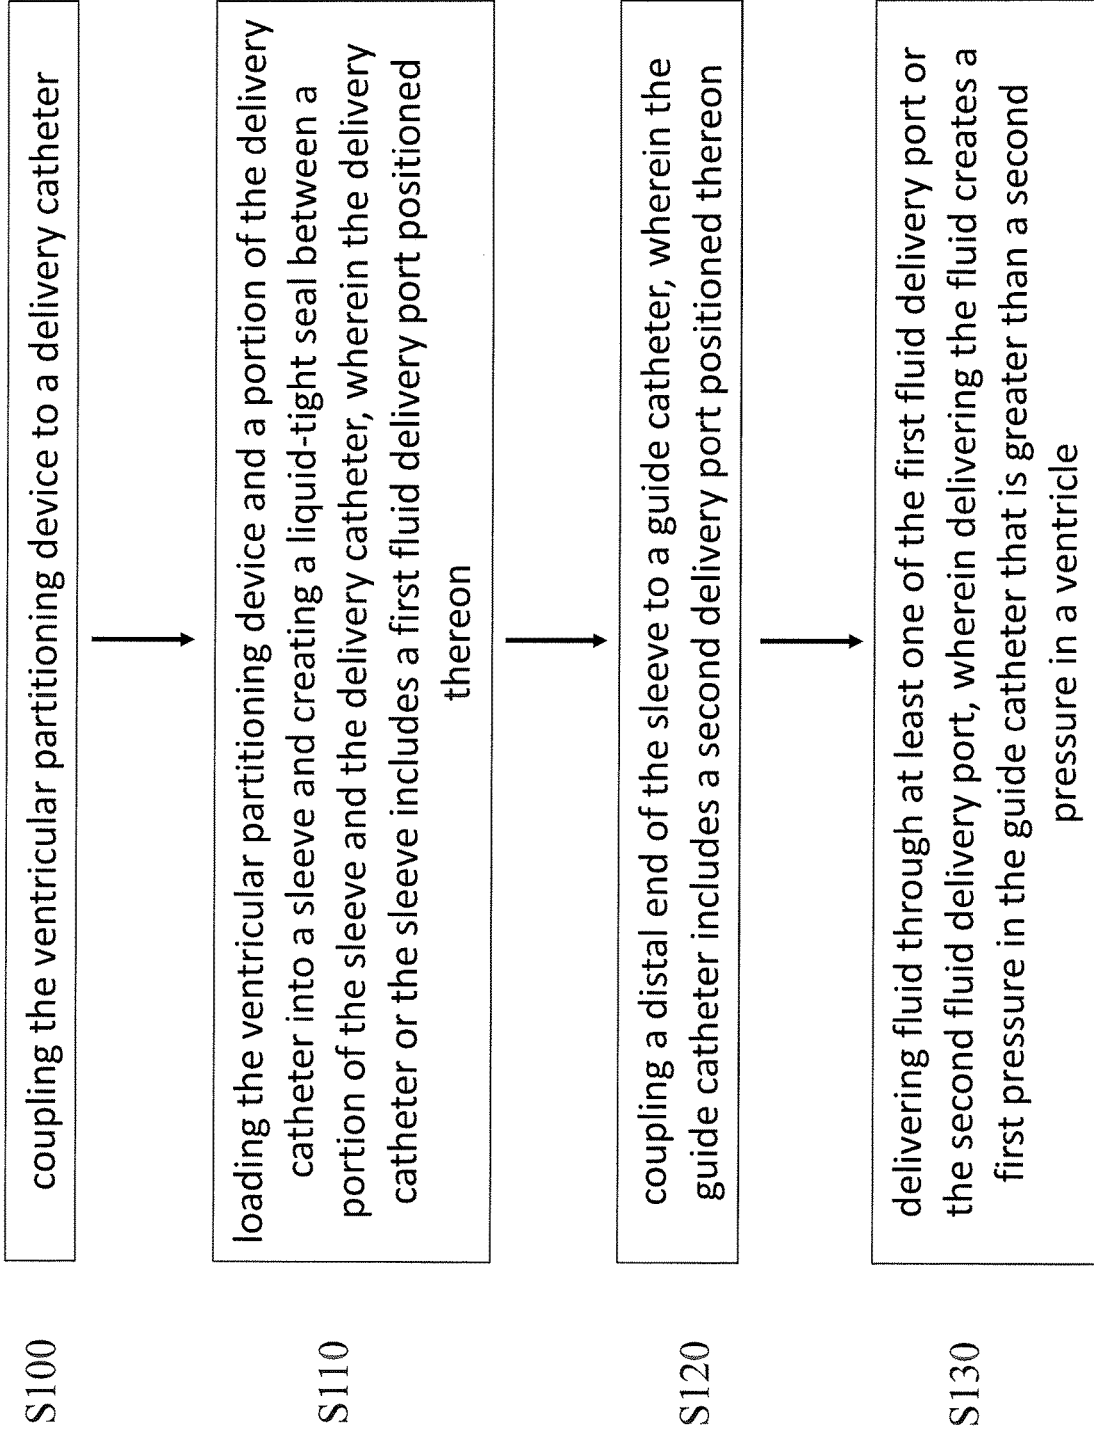 S100
coupling the ventricular partitioning device to a delivery catheter
S110
loading the ventricular partitioning device and a portion of the delivery
catheter into a sleeve and creating a liquid-tight seal between a
portion of the sleeve and the delivery catheter, wherein the delivery
catheter or the sleeve includes a first fluid delivery port positioned
thereon
S120
coupling a distal end of the sleeve to a guide catheter, wherein the
guide catheter includes a second delivery port positioned thereon
S130
delivering fluid through at least one of the first fluid delivery port or
the second fluid delivery port, wherein delivering the fluid creates a
first pressure in the guide catheter that is greater than a second
pressure in a ventricle